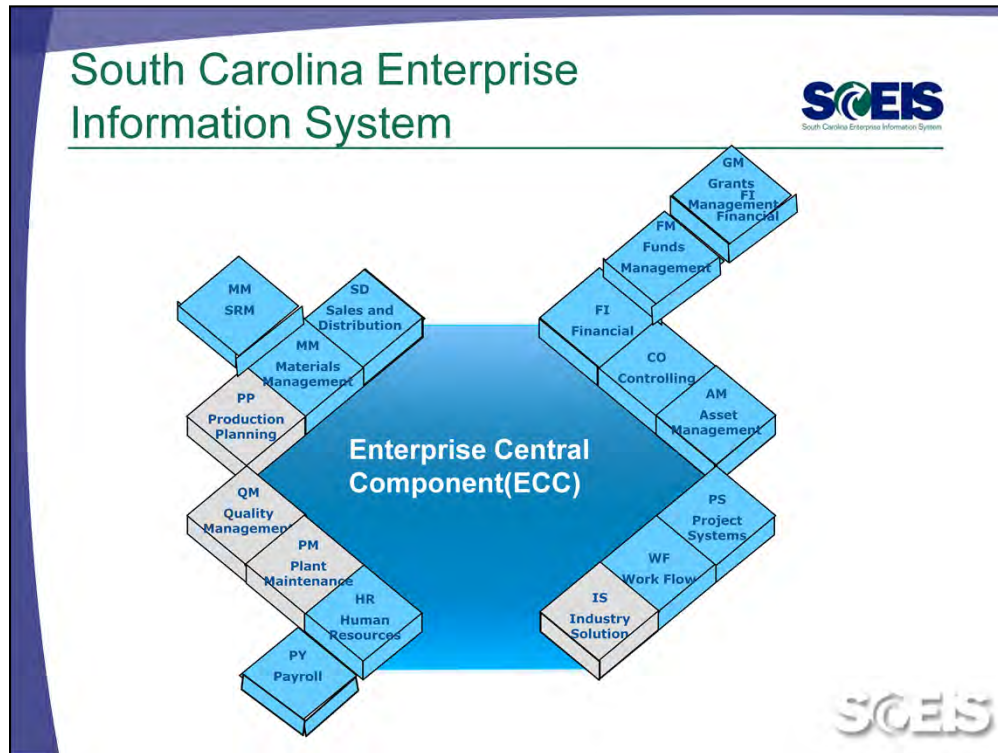 South Carolina Enterprise
Information System
SCEIS
South Carolina Enterprise Information System
GM
Grants
Management
FI
Financial
FM
Funds
Management
FI
Financial
CO
Controlling
AM
Asset
Management
MM
SRM
SD
Sales and
Distribution
MM
Materials
Management
PP
Production
Planning
Enterprise Central
Component(ECC)
QM
Quality
Management
PM
Plant
Maintenance
HR
Human
Resources
PY
Payroll
PS
Project
Systems
WF
Work Flow
IS
Industry
Solution
SCEIS